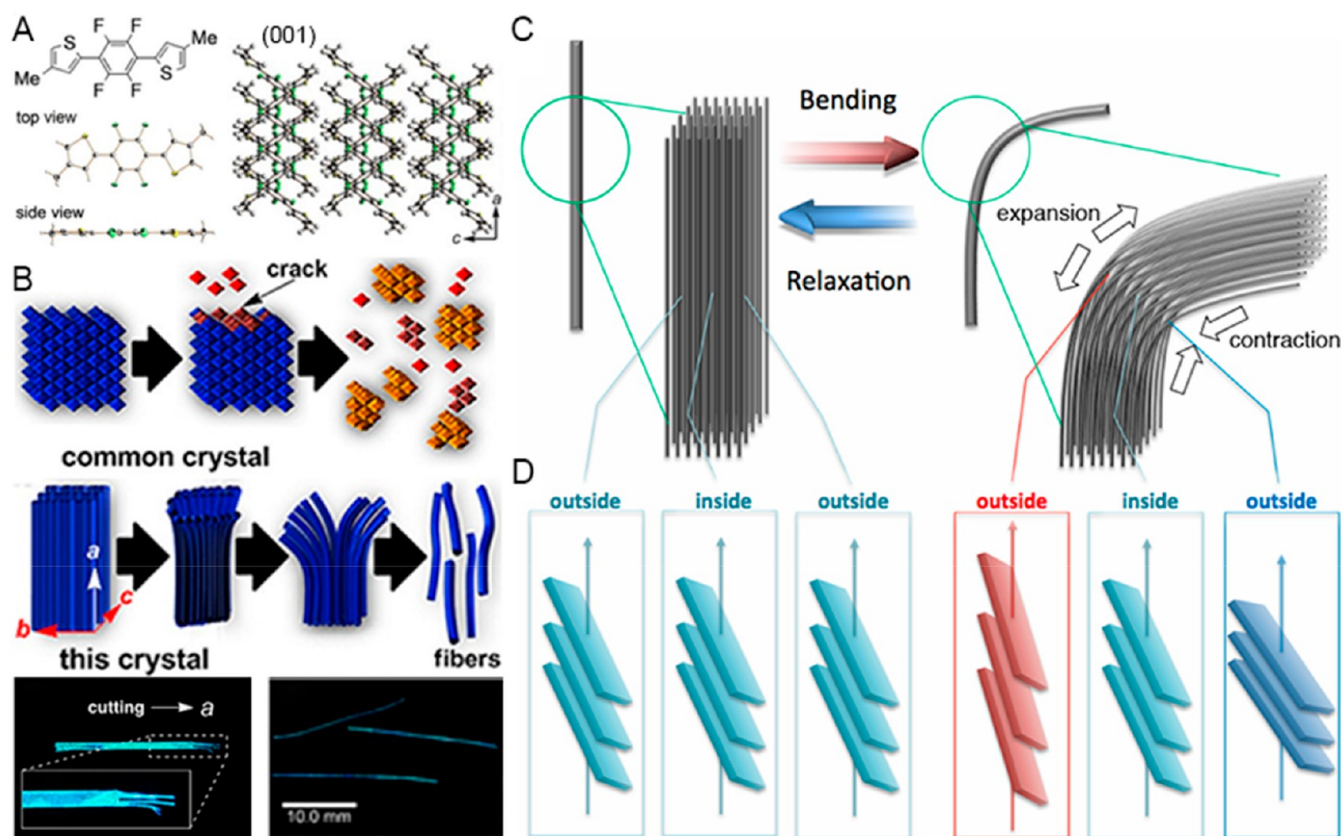 A
S
F
F
Me
Me
F
F
S
top view
side view
(001)
a
c
B
crack
common crystal
a
c
b
this crystal
fibers
cutting
a
10.0 mm
C
Bending
Relaxation
expansion
contraction
D
outside
inside
outside
outside
inside
outside